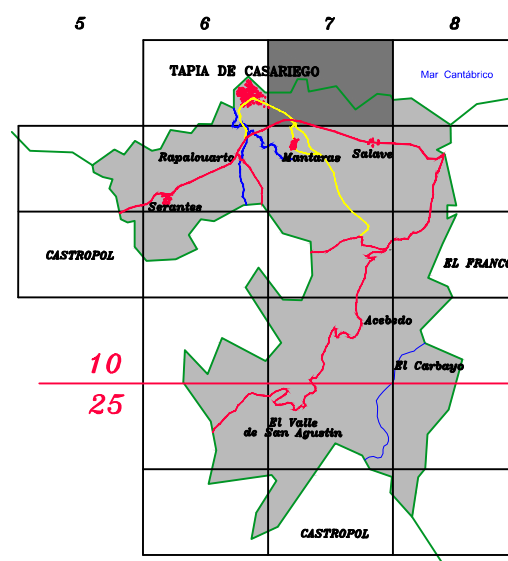 5 6 7 8
TAPIA DE CASARIEGO
Mar Cantábrico
Rapalouarto
Mantaras
Salave
Serantes
CASTROPOL
EL FRANCO
Acebedo
10
El Carbayo
25
El Valle
de San Agustin
CASTROPOL